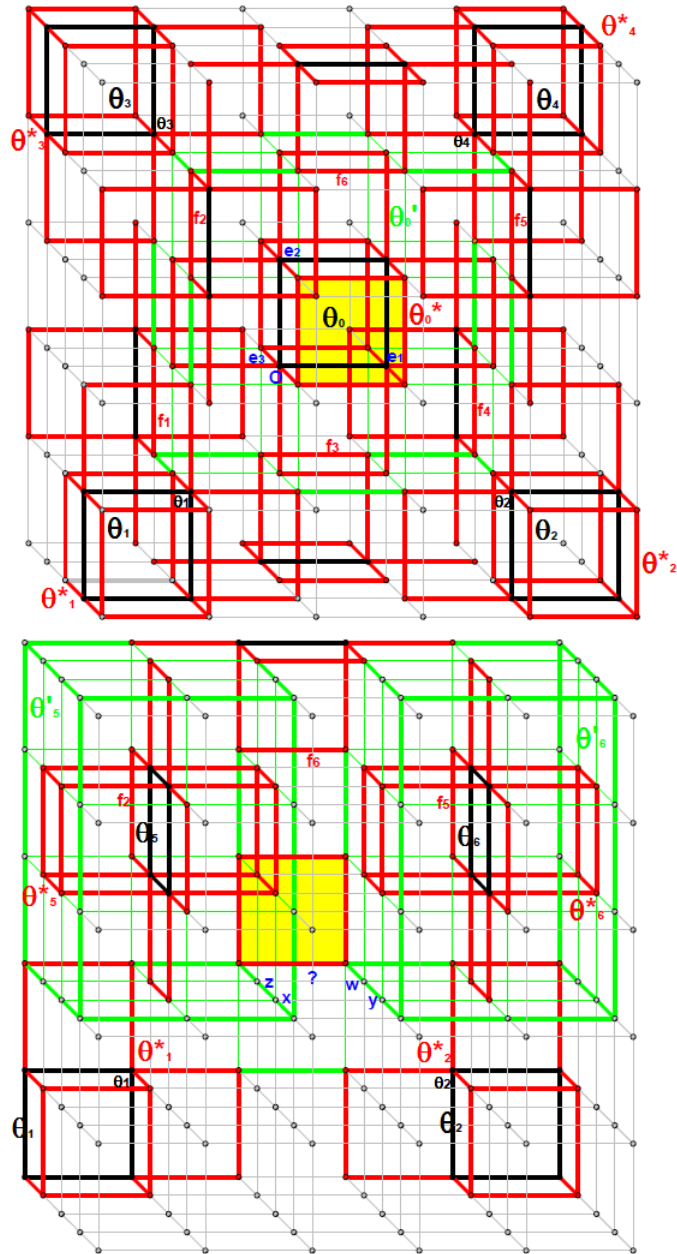 θ*₄
θ₃
θ₄
θ₃
θ*₃
θ₄
f₆
f₂
θ₀'
f₅
e₂
θ₀
θ₀*
e₃
e₁
O
f₁
f₄
f₃
θ₁
θ₂
θ₁
θ₂
θ*₂
θ*₁
θ'₅
θ'₆
f₆
f₂
f₅
θ₅
θ₆
θ*₅
θ*₆
z
?
w
x
y
θ*₁
θ*₂
θ₁
θ₂
θ₁
θ₂